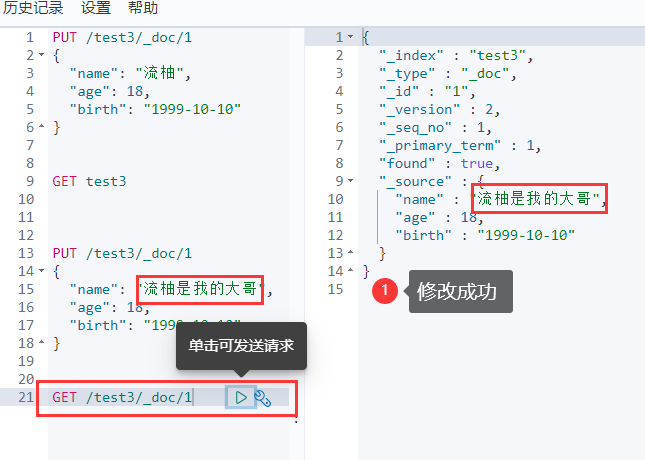 历史记录 设置 帮助
1 PUT /test3/_doc/1
2 {
3 "name": "流柚",
4 "age": 18,
5 "birth": "1999-10-10"
6 }
7
8
9 GET test3
10
11
12
13 PUT /test3/_doc/1
14 {
15 "name": "流柚是我的大哥",
16 "age": 18,
17 "birth": "1999-10-10"
18 }
19
20
21 GET /test3/_doc/1
单击可发送请求
1 {
2 "_index" : "test3",
3 "_type" : "_doc",
4 "_id" : "1",
5 "_version" : 2,
6 "_seq_no" : 1,
7 "_primary_term" : 1,
8 "found" : true,
9 "_source" : {
10 "name" : "流柚是我的大哥",
11 "age" : 18,
12 "birth" : "1999-10-10"
13 }
14 }
15
1 修改成功